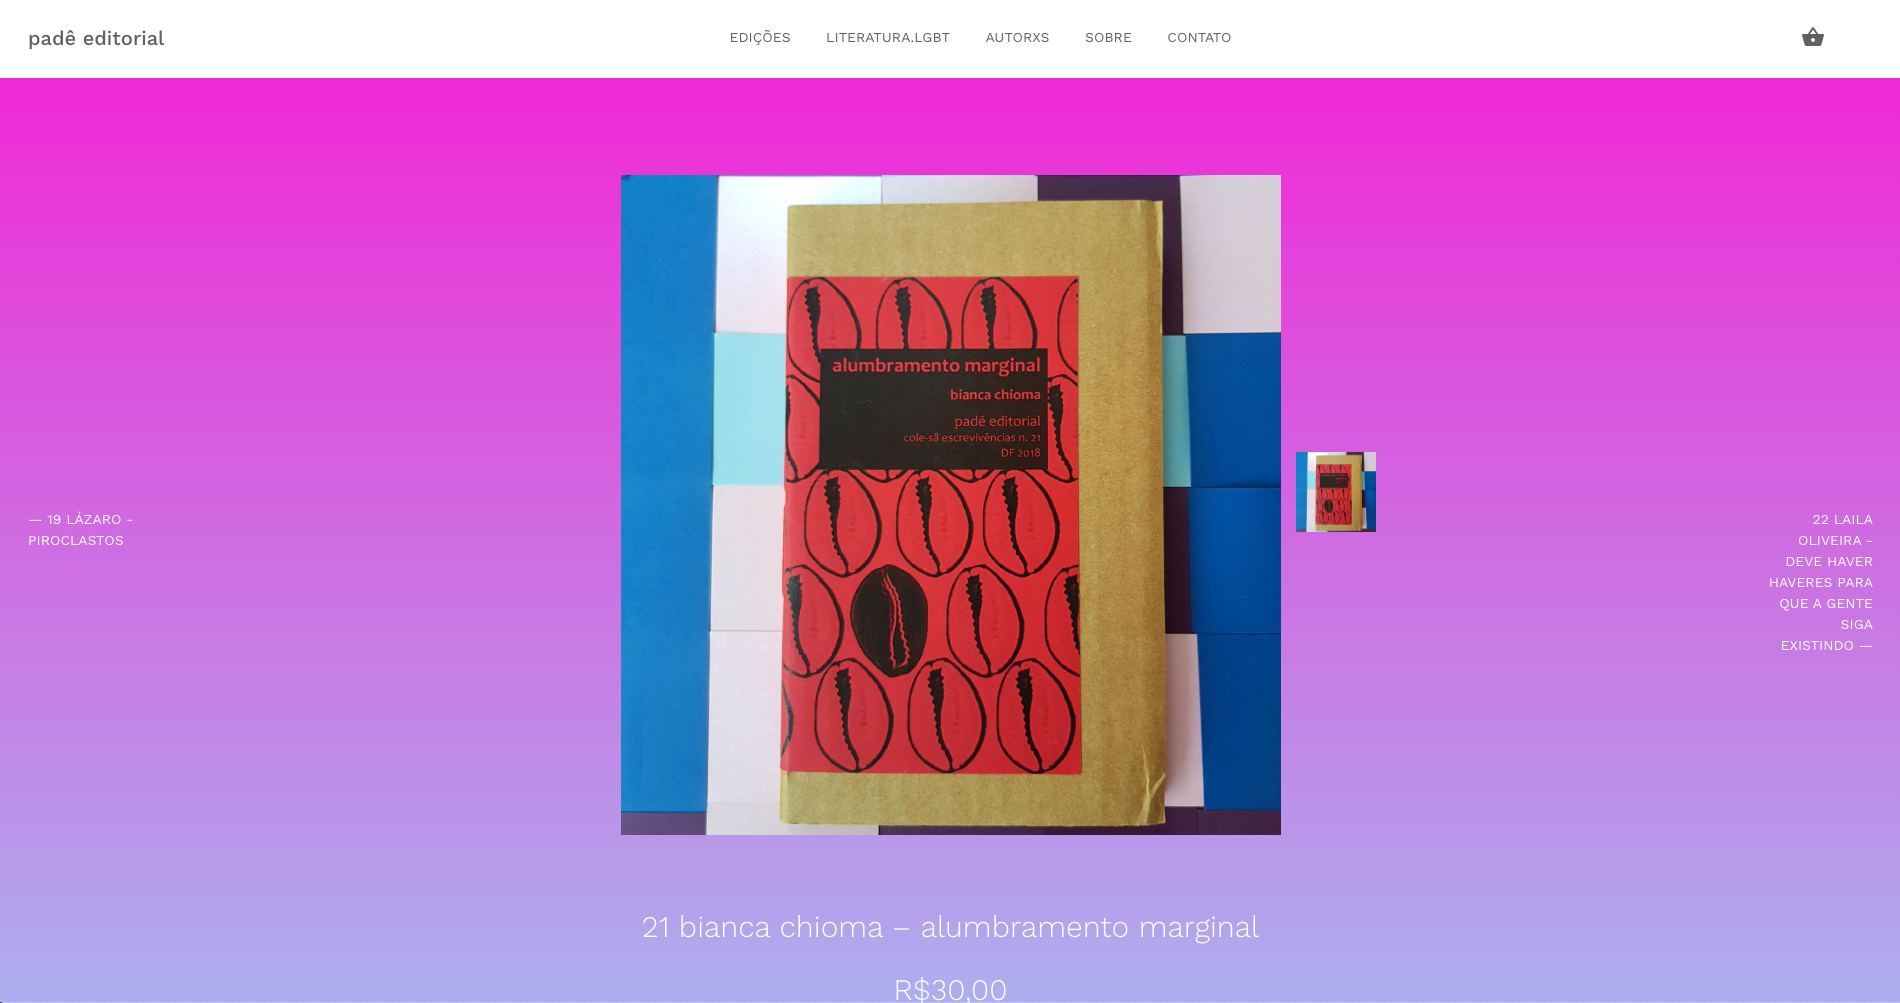 padê editorial
EDIÇÕES LITERATURA.LGBT AUTORXS SOBRE CONTATO
alumbramento marginal
bianca chioma
padê editorial
cole-sã escrevivências n. 21
DF 2018
— 19 LÁZARO -
PIROCLASTOS
22 LAILA
OLIVEIRA -
DEVE HAVER
HAVERES PARA
QUE A GENTE
SIGA
EXISTINDO —
21 bianca chioma – alumbramento marginal
R$30,00